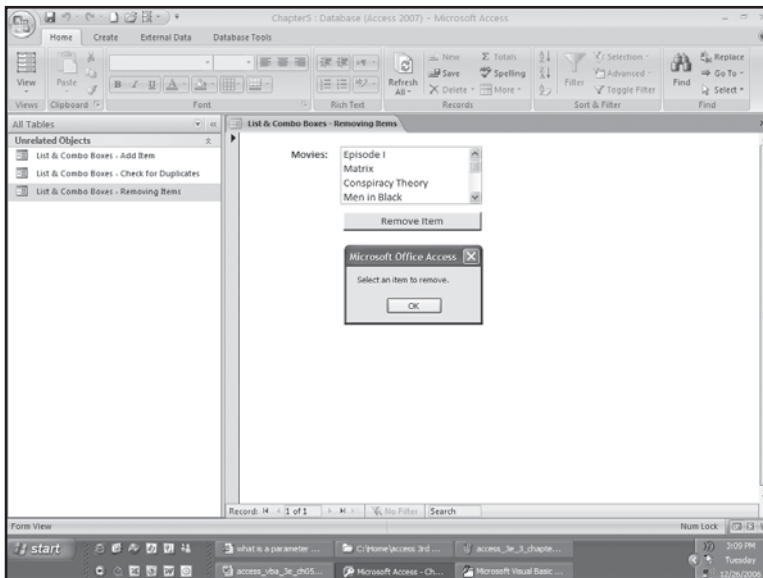 Chapter5 : Database (Access 2007) - Microsoft Access
Home Create External Data Database Tools
View
Paste
B I U A
Refresh All
New
Save
Delete
Totals
Spelling
More
Filter
Selection
Advanced
Toggle Filter
Find
Replace
Go To
Select
Views Clipboard Font Rich Text Records Sort & Filter Find
All Tables
Unrelated Objects
List & Combo Boxes - Add Item
List & Combo Boxes - Check for Duplicates
List & Combo Boxes - Removing Items
List & Combo Boxes - Removing Items
Movies:
Episode I
Matrix
Conspiracy Theory
Men in Black
Remove Item
Microsoft Office Access
Select an item to remove.
OK
Record: 1 of 1 No Filter Search
Form View Num Lock
start
what is a parameter ... C:\Home\access 3rd ... access_3e_3_chapte...
access_vba_3e_ch05... Microsoft Access - Ch... Microsoft Visual Basic ...
3:09 PM
Tuesday
12/26/2006